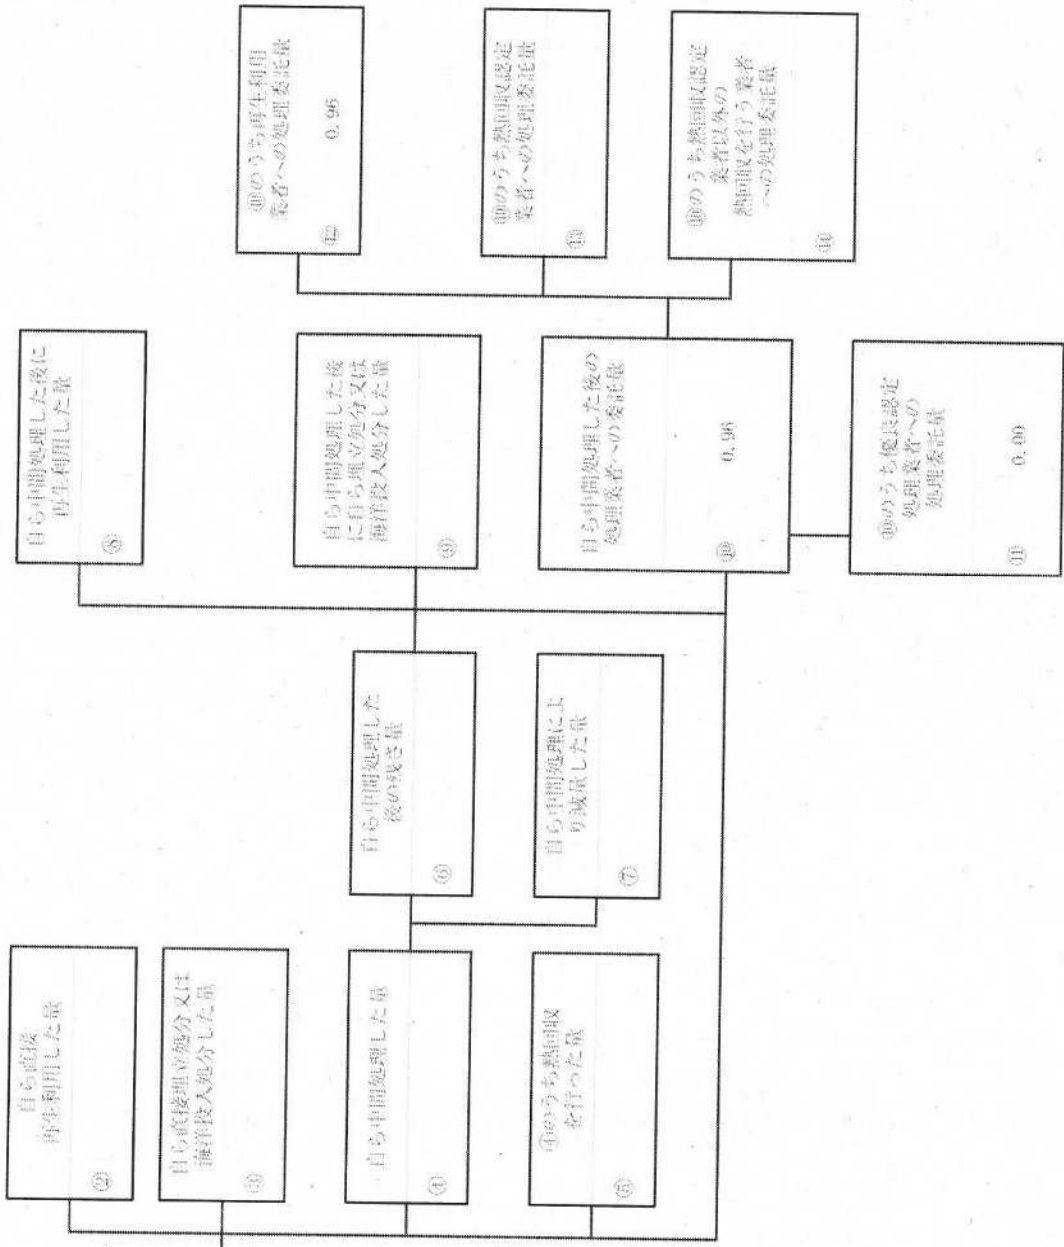 自ら直接
再生利用した量
②
自ら直接埋立処分又は
海洋投入処分した量
③
自ら中間処理した量
④
④のうち熱回収
を行った量
⑤
自ら中間処理した
後の残さ量
⑥
自ら中間処理によ
り減量した量
⑦
自ら中間処理した後に
再生利用した量
⑧
自ら中間処理した後
に自ら埋立処分又は
海洋投入処分した量
⑨
自ら中間処理した後の
処理業者への委託量
⑩
0.96
⑩のうち優良認定
処理業者への
処理委託量
⑪
0.00
⑩のうち再生利用
業者への処理委託量
⑫
0.96
⑩のうち熱回収認定
業者への処理委託量
⑬
⑩のうち熱回収認定
業者以外の
熱回収を行う業者
への処理委託量
⑭